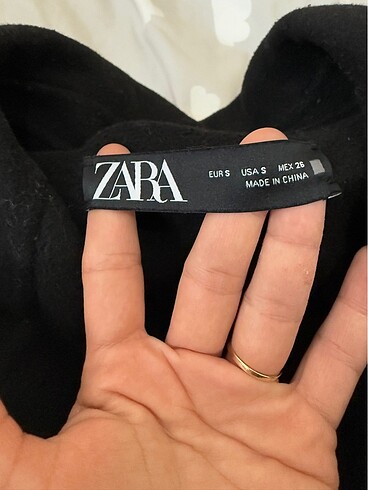 ZARA
EUR S USA S MEX 26
MADE IN CHINA